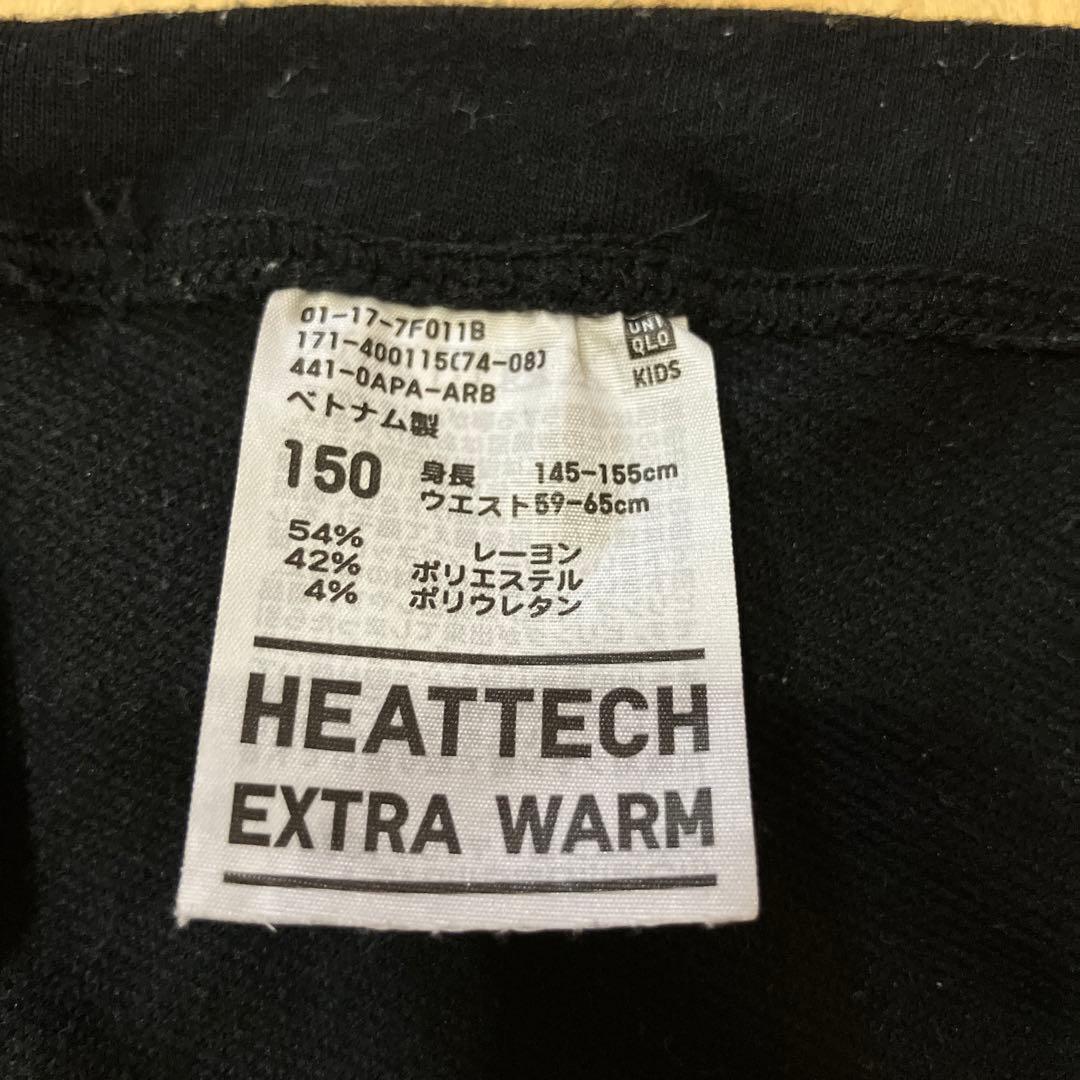 01-17-7F011B
171-400115(74-08)
441-0APA-ARB
ベトナム製
UNI
QLO
KIDS
150 身長 145-155cm
ウエスト59-65cm
54% レーヨン
42% ポリエステル
4% ポリウレタン
HEATTECH
EXTRA WARM